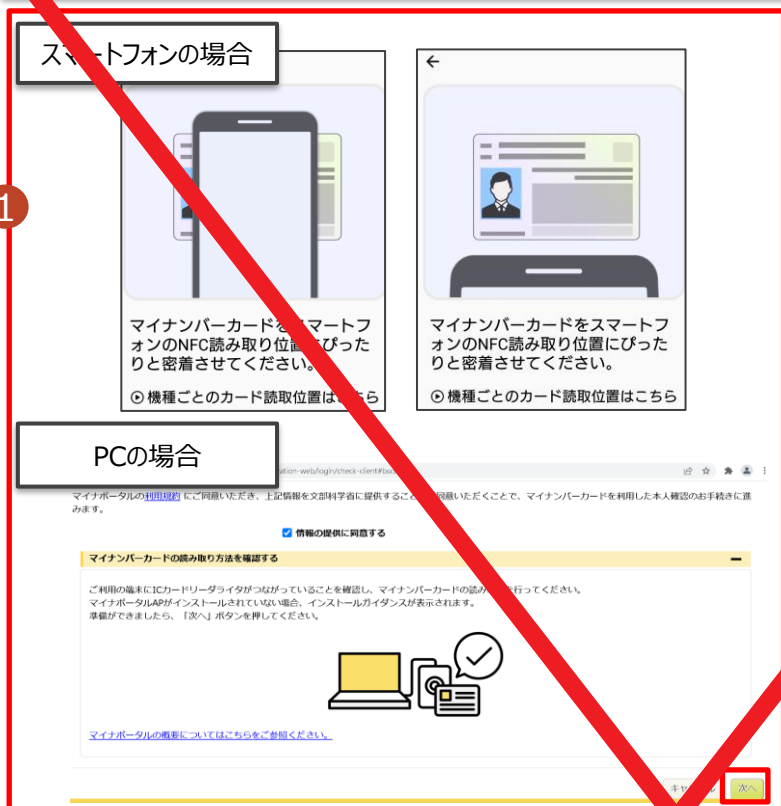 スマートフォンの場合
1
マイナンバーカードをスマートフ
ォンのNFC読み取り位置にぴった
りと密着させてください。
機種ごとのカード読取位置はこちら
マイナンバーカードをスマートフ
ォンのNFC読み取り位置にぴった
りと密着させてください。
機種ごとのカード読取位置はこちら
PCの場合
ation-web/login/check-client#bsc
マイナポータルの利用規約 にご同意いただき、上記情報を文部科学省に提供すること 同意いただくことで、マイナンバーカードを利用した本人確認のお手続きに進
みます。
情報の提供に同意する
マイナンバーカードの読み取り方法を確認する
ご利用の端末にICカードリーダライタがつながっていることを確認し、マイナンバーカードの読み 行ってください。
マイナポータルAPがインストールされていない場合、インストールガイダンスが表示されます。
準備ができましたら、「次へ」ボタンを押してください。
マイナポータルの概要についてはこちらをご参照ください。
キャ ル 次へ